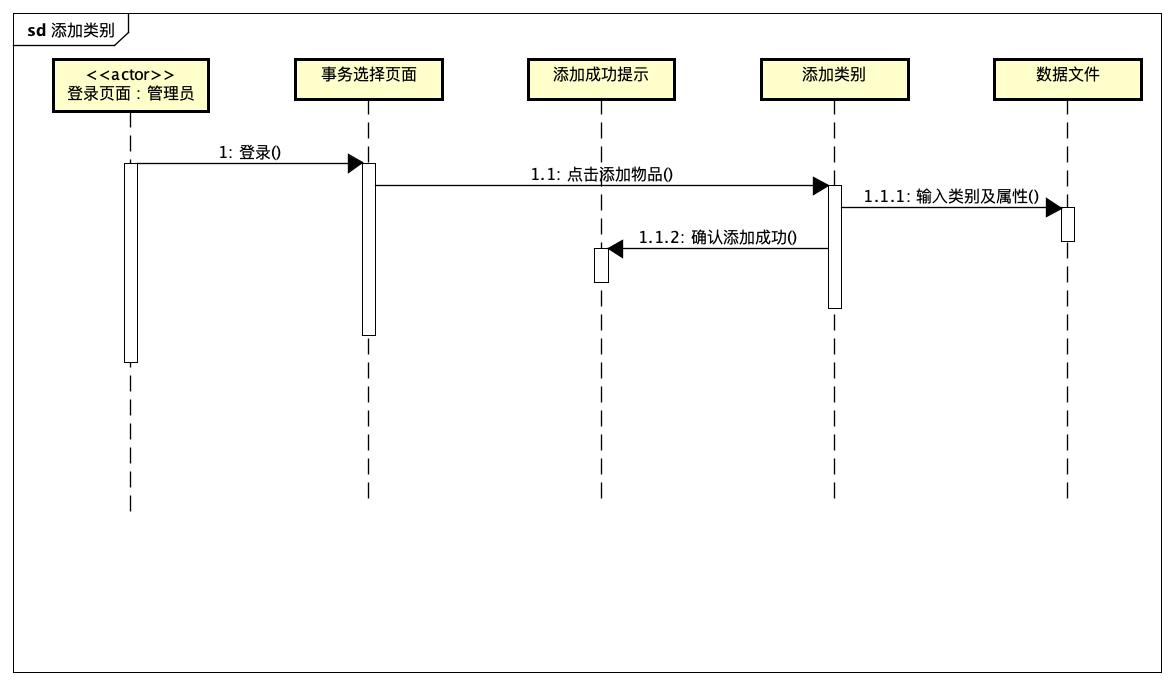 sd 添加类别
<<actor>>
登录页面 : 管理员
事务选择页面
添加成功提示
添加类别
数据文件
1: 登录()
1.1: 点击添加物品()
1.1.1: 输入类别及属性()
1.1.2: 确认添加成功()